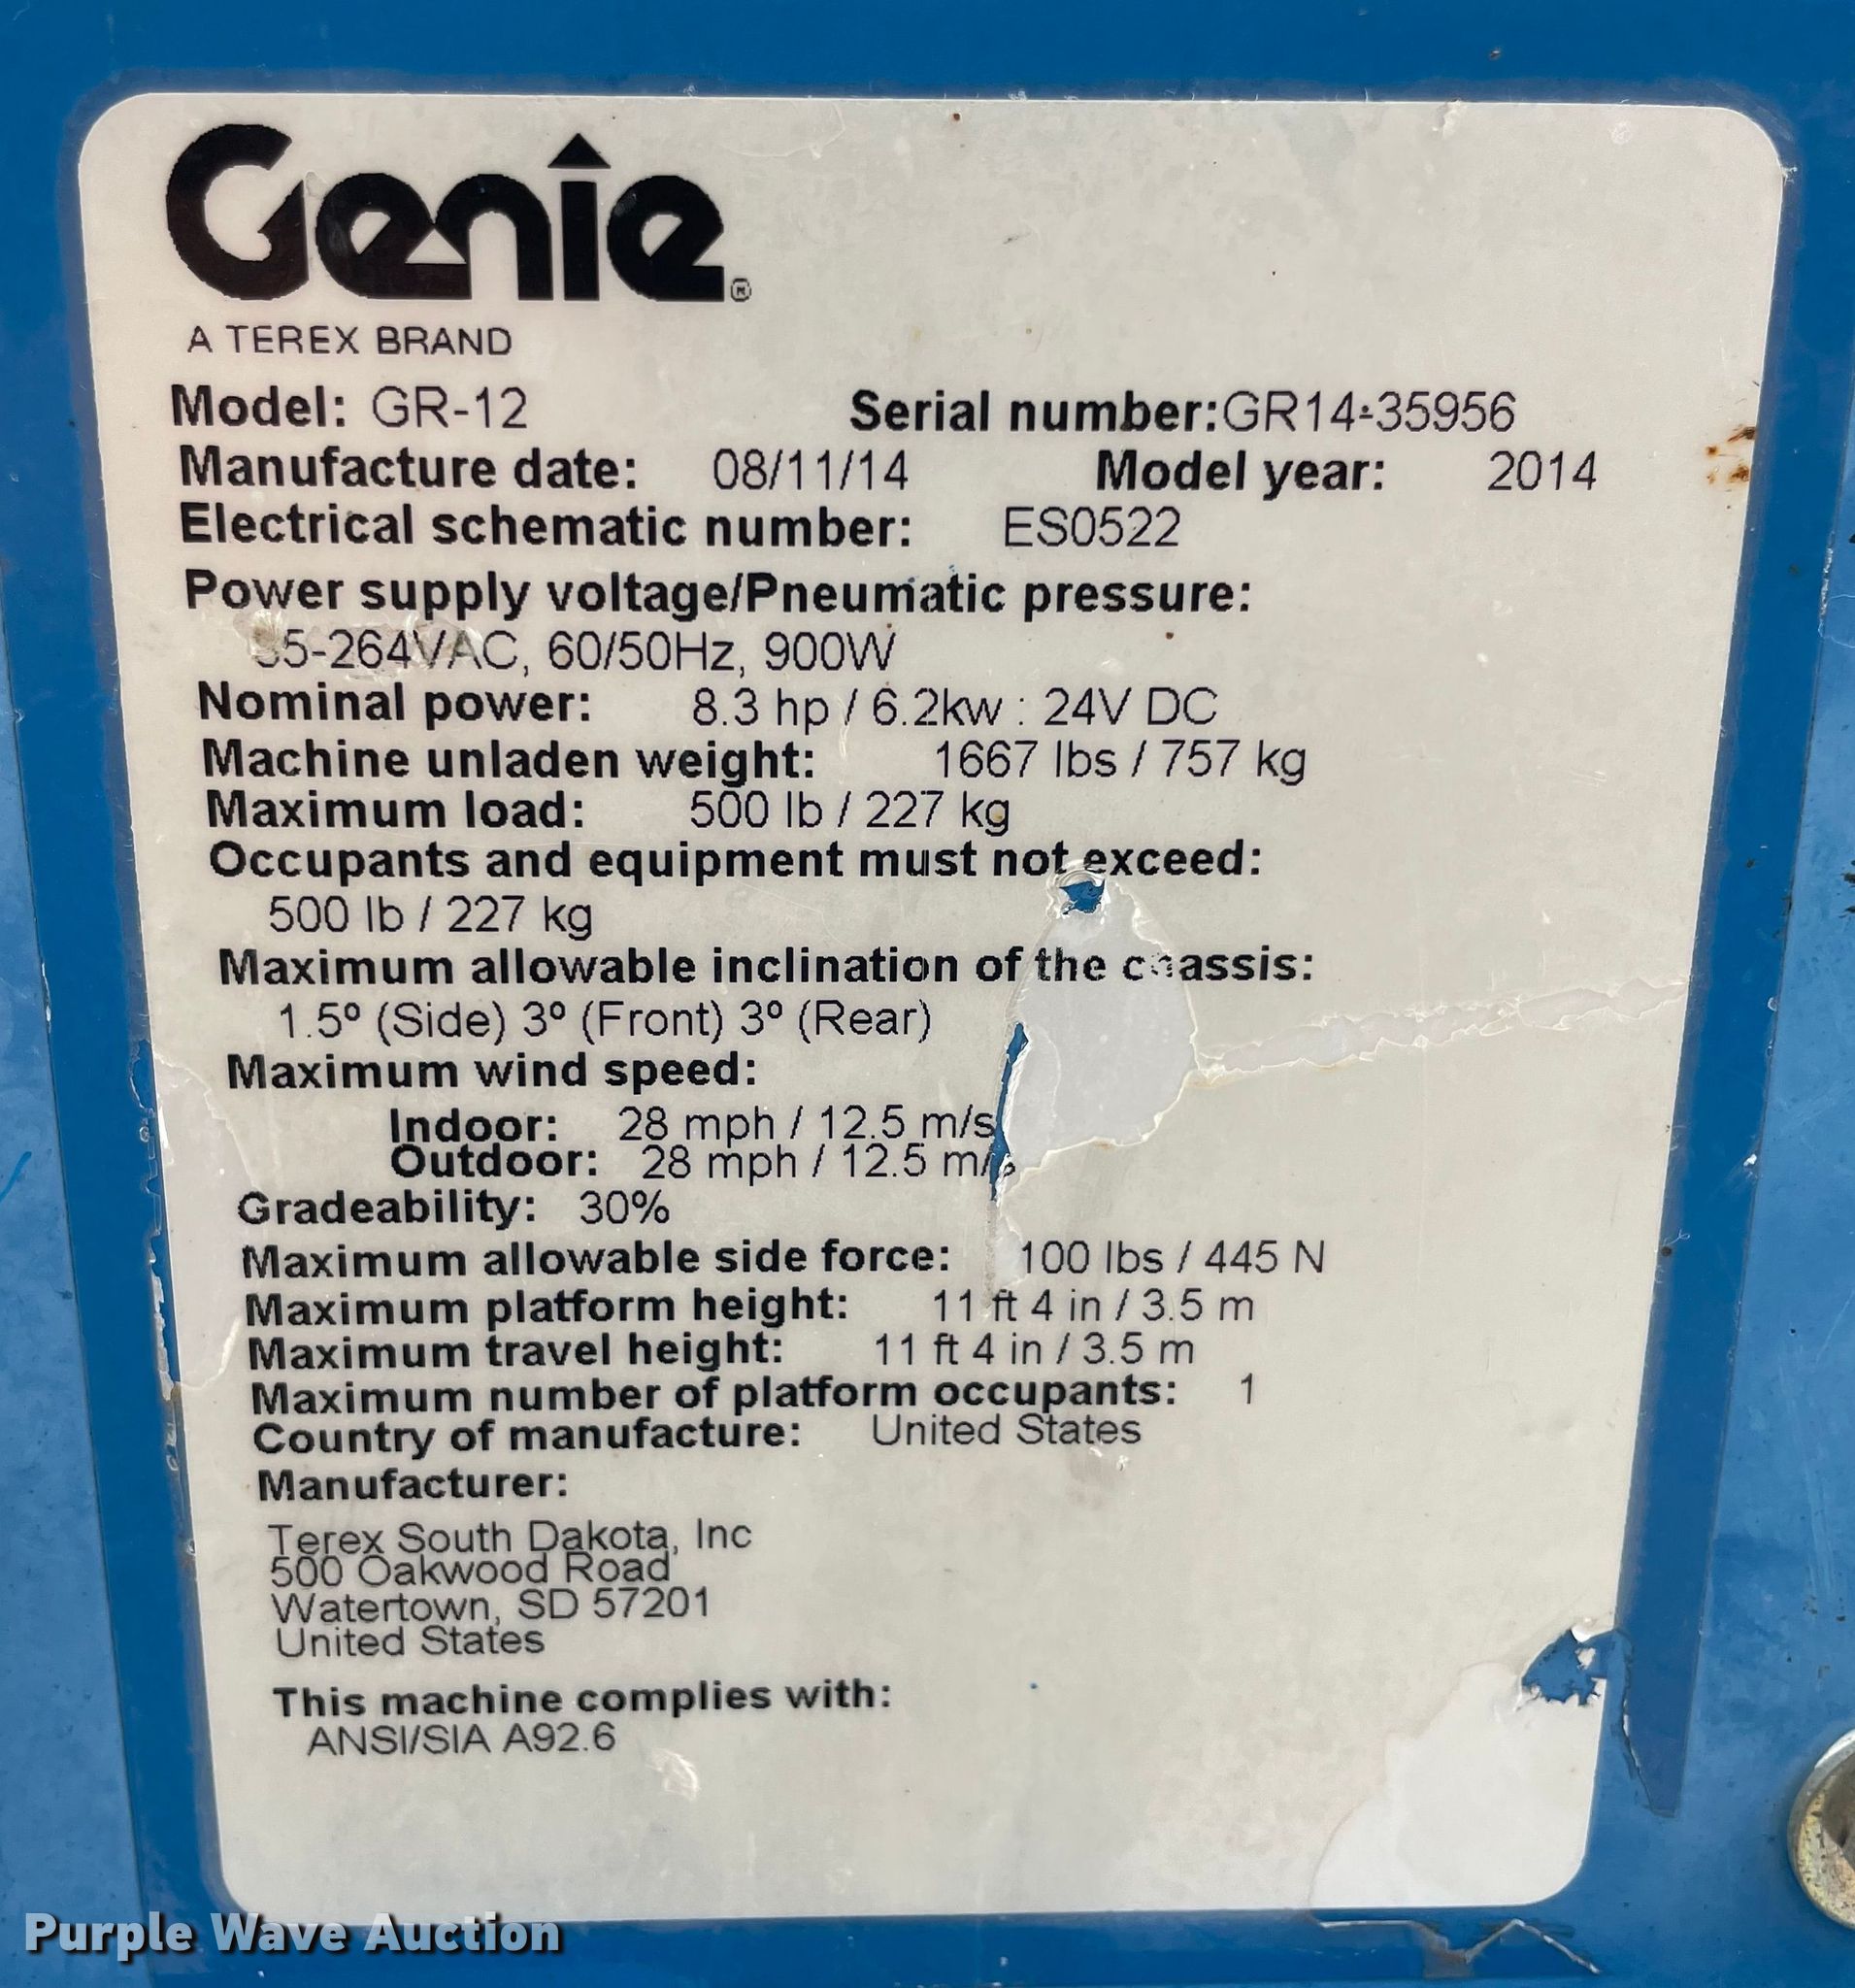 Genie®
A TEREX BRAND
Model: GR-12 Serial number:GR14-35956
Manufacture date: 08/11/14 Model year: 2014
Electrical schematic number: ES0522
Power supply voltage/Pneumatic pressure:
60/50Hz, 900W
Nominal power: 8.3 hp / 6.2kw : 24V DC
Machine unladen weight: 1667 lbs / 757 kg
Maximum load: 500 lb / 227 kg
Occupants and equipment must not exceed:
500 lb / 227 kg
Maximum allowable inclination of the chassis:
1.5º (Side) 3º (Front) 3º (Rear)
Maximum wind speed:
Indoor: 28 mph / 12.5 m/s
Outdoor: 28 mph / 12.5 m/s
Gradeability: 30%
Maximum allowable side force: 100 lbs / 445 N
Maximum platform height: 11 ft 4 in / 3.5 m
Maximum travel height: 11 ft 4 in / 3.5 m
Maximum number of platform occupants: 1
Country of manufacture: United States
Manufacturer:
Terex South Dakota, Inc
500 Oakwood Road
Watertown, SD 57201
United States
This machine complies with:
ANSI/SIA A92.6
Purple Wave Auction